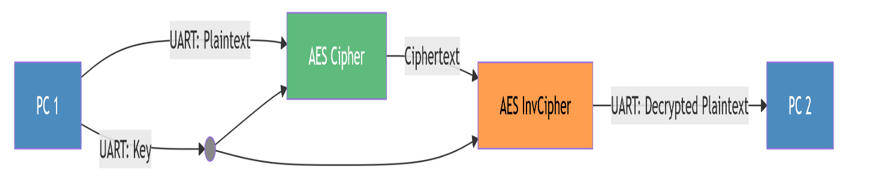 UART: Plaintext
AES Cipher
Ciphertext
PC 1
AES InvCipher
UART: Decrypted Plaintext
PC 2
UART: Key